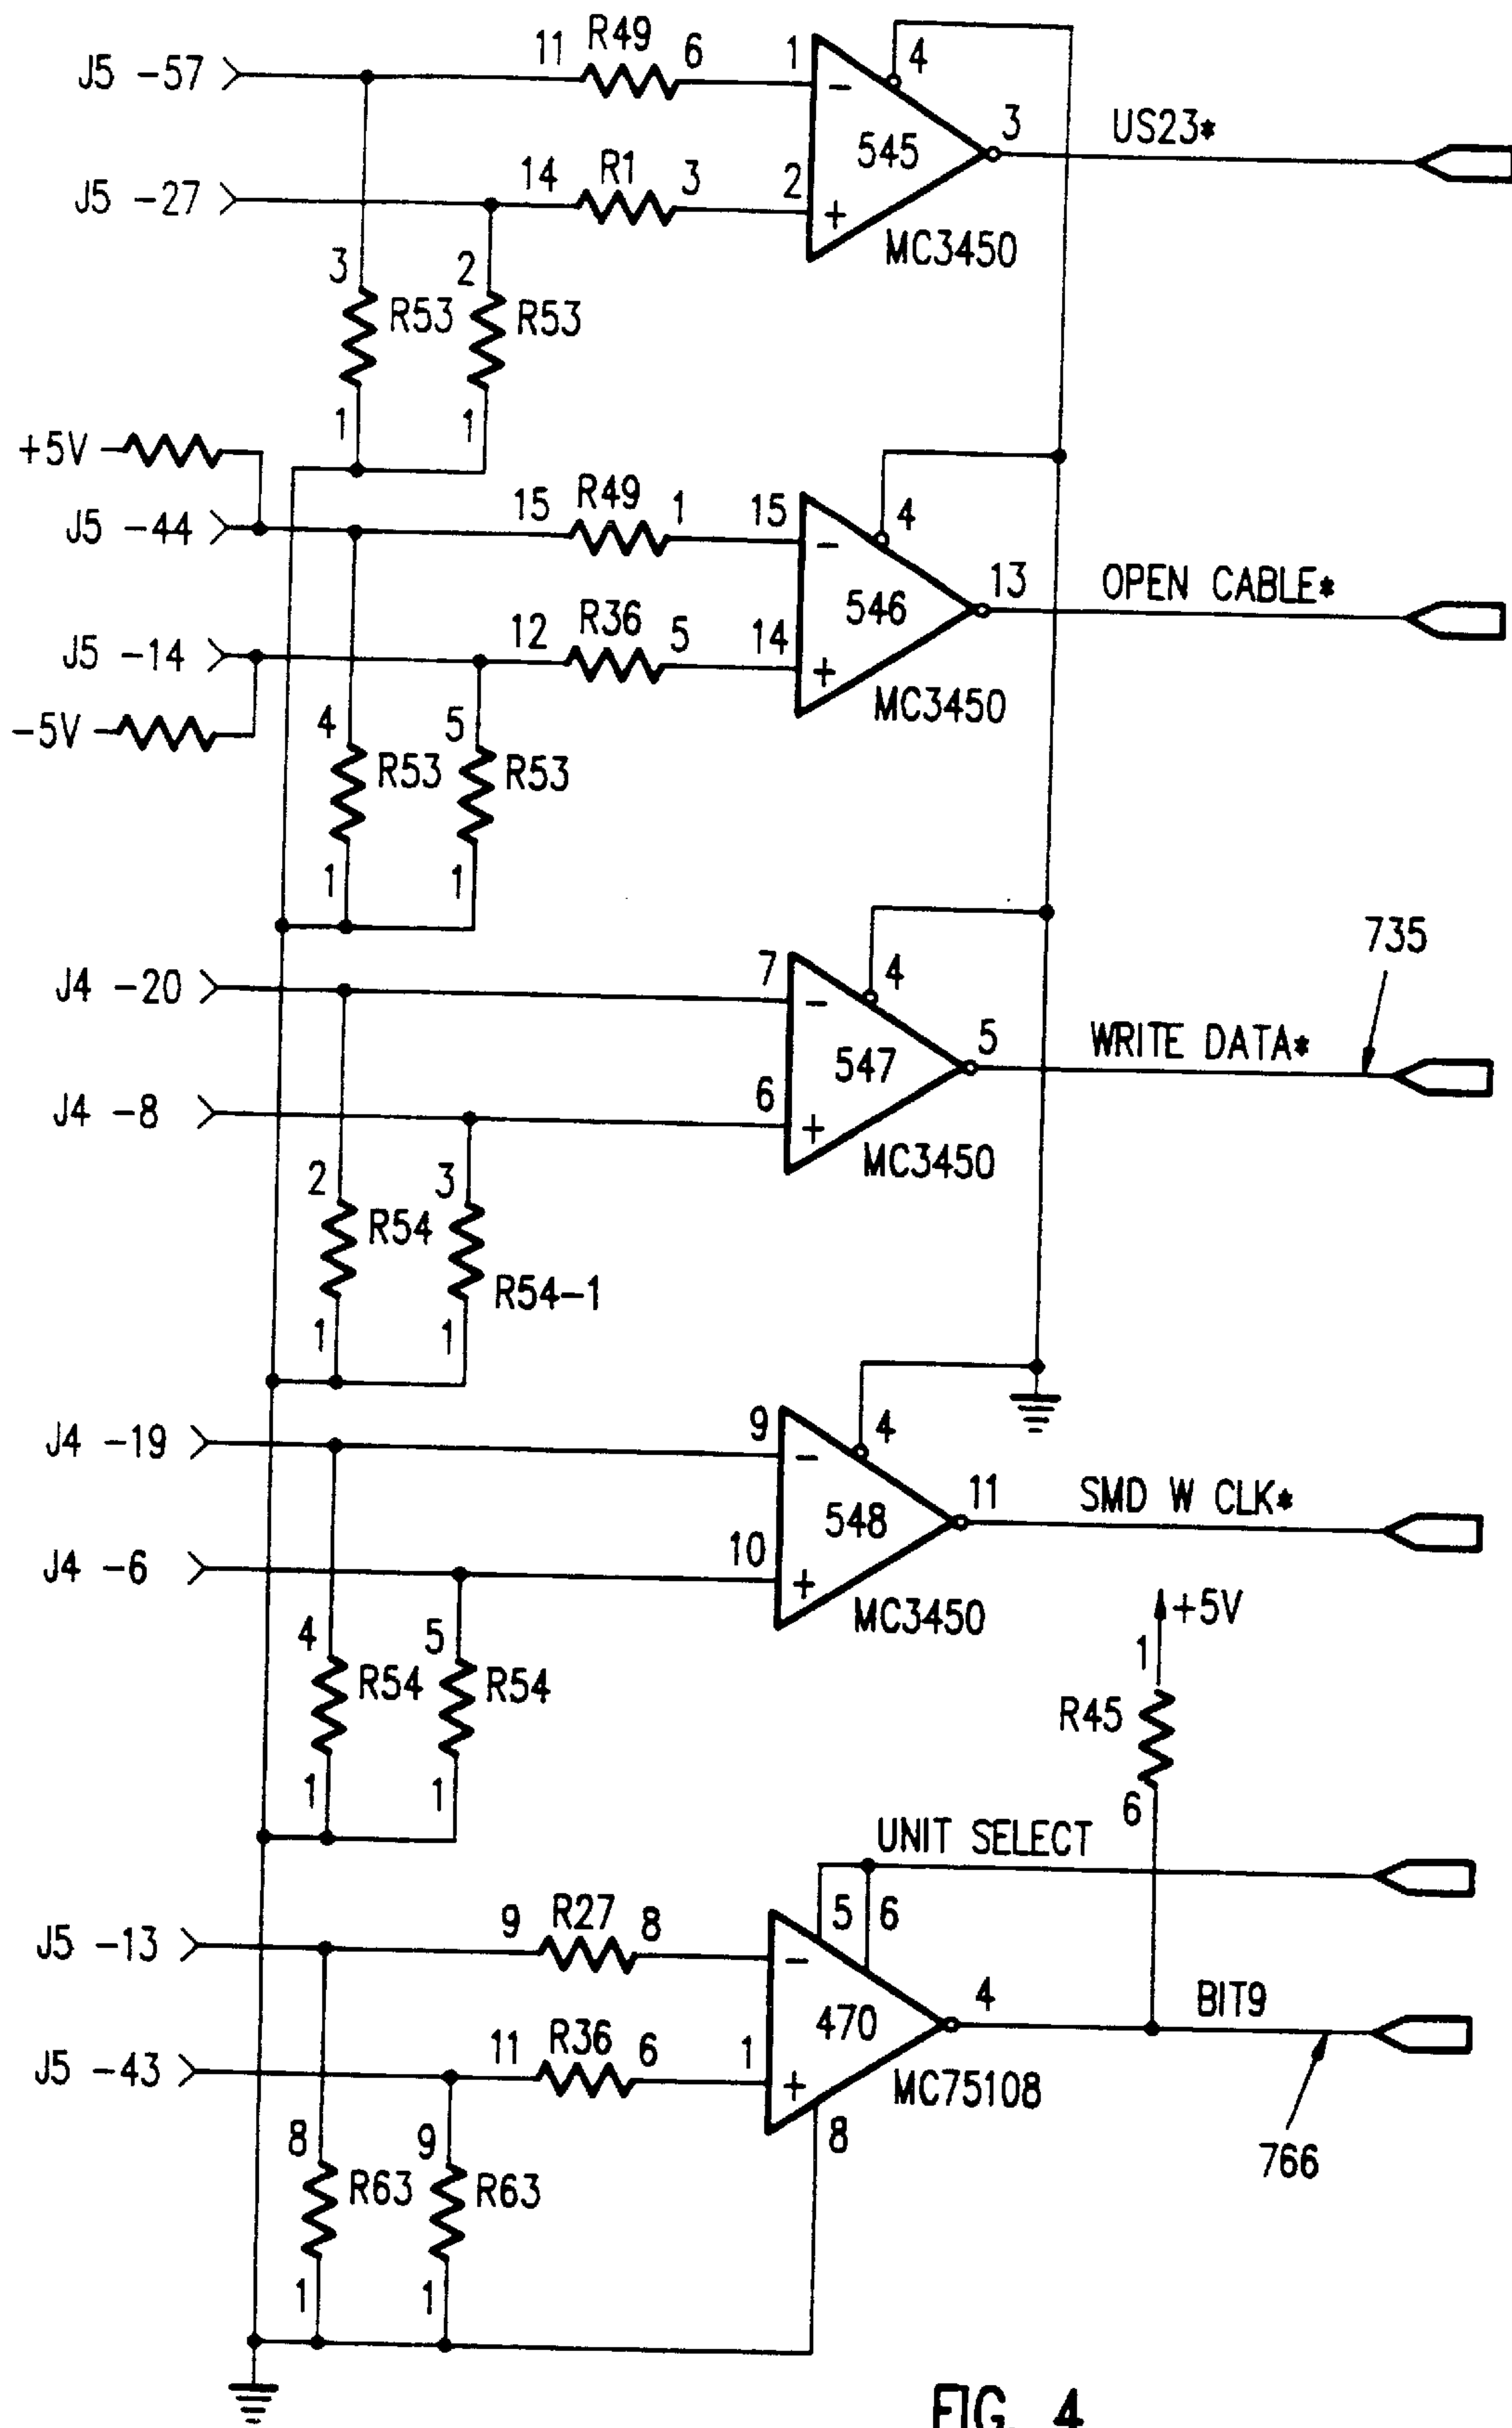 J5 -57
11 R49 6
1
-
4
545
3
US23*
J5 -27
14 R1 3
2
+
MC3450
3
R53
2
R53
1
1
+5V
J5 -44
15 R49 1
15
-
4
546
13
OPEN CABLE*
J5 -14
12 R36 5
14
+
MC3450
-5V
4
R53
5
R53
1
1
J4 -20
7
-
4
547
5
WRITE DATA*
735
J4 -8
6
+
MC3450
2
R54
3
R54-1
1
1
J4 -19
9
-
4
548
11
SMD W CLK*
J4 -6
10
+
MC3450
4
R54
5
R54
1
1
+5V
1
R45
6
UNIT SELECT
5
6
J5 -13
9 R27 8
-
470
4
BIT9
J5 -43
11 R36 6
1
+
MC75108
8
766
8
R63
9
R63
1
1
FIG. 4